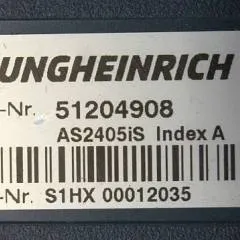 UNGHEINRICH
-Nr. 51204908
AS2405iS Index A
-Nr. S1HX 00012035